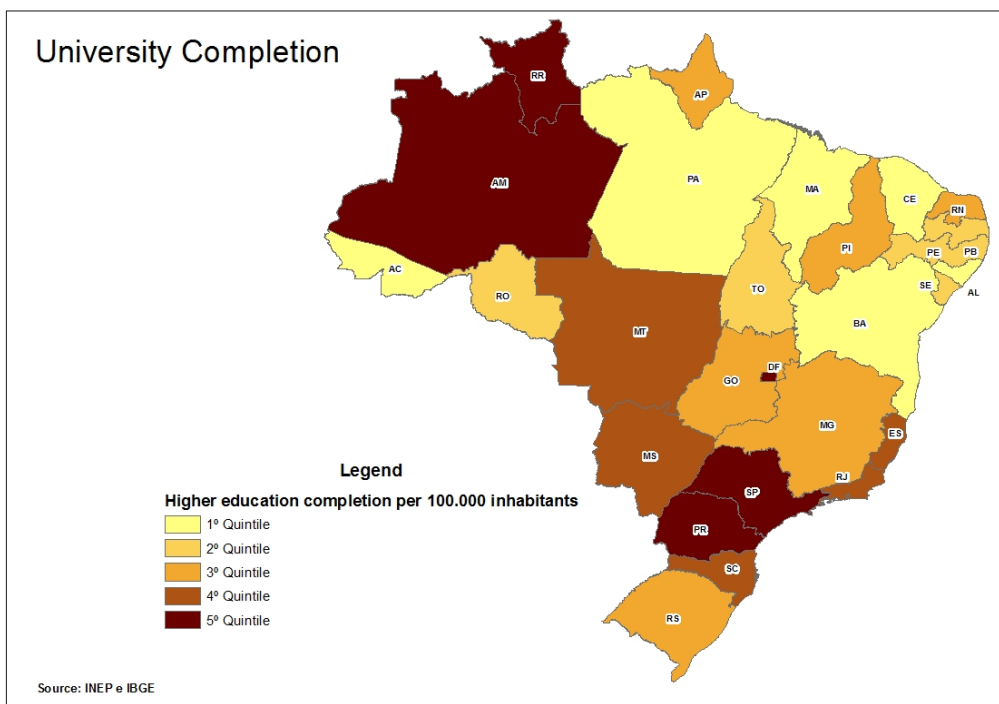 University Completion
RR
AP
AM
PA
MA
CE
RN
PI
PE
PB
AC
TO
SE
AL
RO
BA
MT
DF
GO
MG
ES
MS
RJ
SP
PR
SC
RS
Legend
Higher education completion per 100.000 inhabitants
1º Quintile
2º Quintile
3º Quintile
4º Quintile
5º Quintile
Source: INEP e IBGE